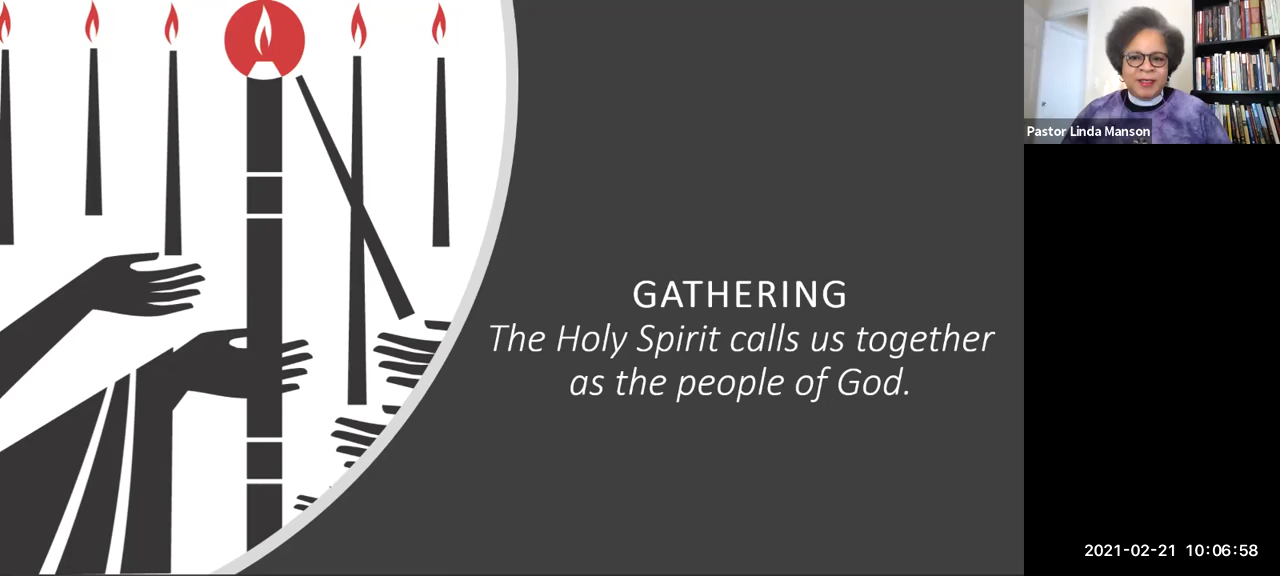 GATHERING
The Holy Spirit calls us together
as the people of God.
Pastor Linda Manson
2021-02-21 10:06:58